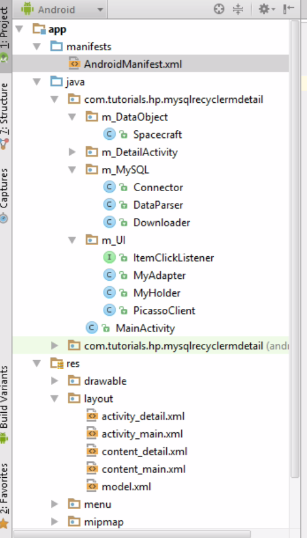 Android
app
manifests
AndroidManifest.xml
java
com.tutorials.hp.mysqlrecyclermdetail
m_DataObject
Spacecraft
m_DetailActivity
m_MySQL
Connector
DataParser
Downloader
m_UI
ItemClickListener
MyAdapter
MyHolder
PicassoClient
MainActivity
com.tutorials.hp.mysqlrecyclermdetail (andr
res
drawable
layout
activity_detail.xml
activity_main.xml
content_detail.xml
content_main.xml
model.xml
menu
mipmap
1: Project
7: Structure
Captures
Build Variants
2: Favorites